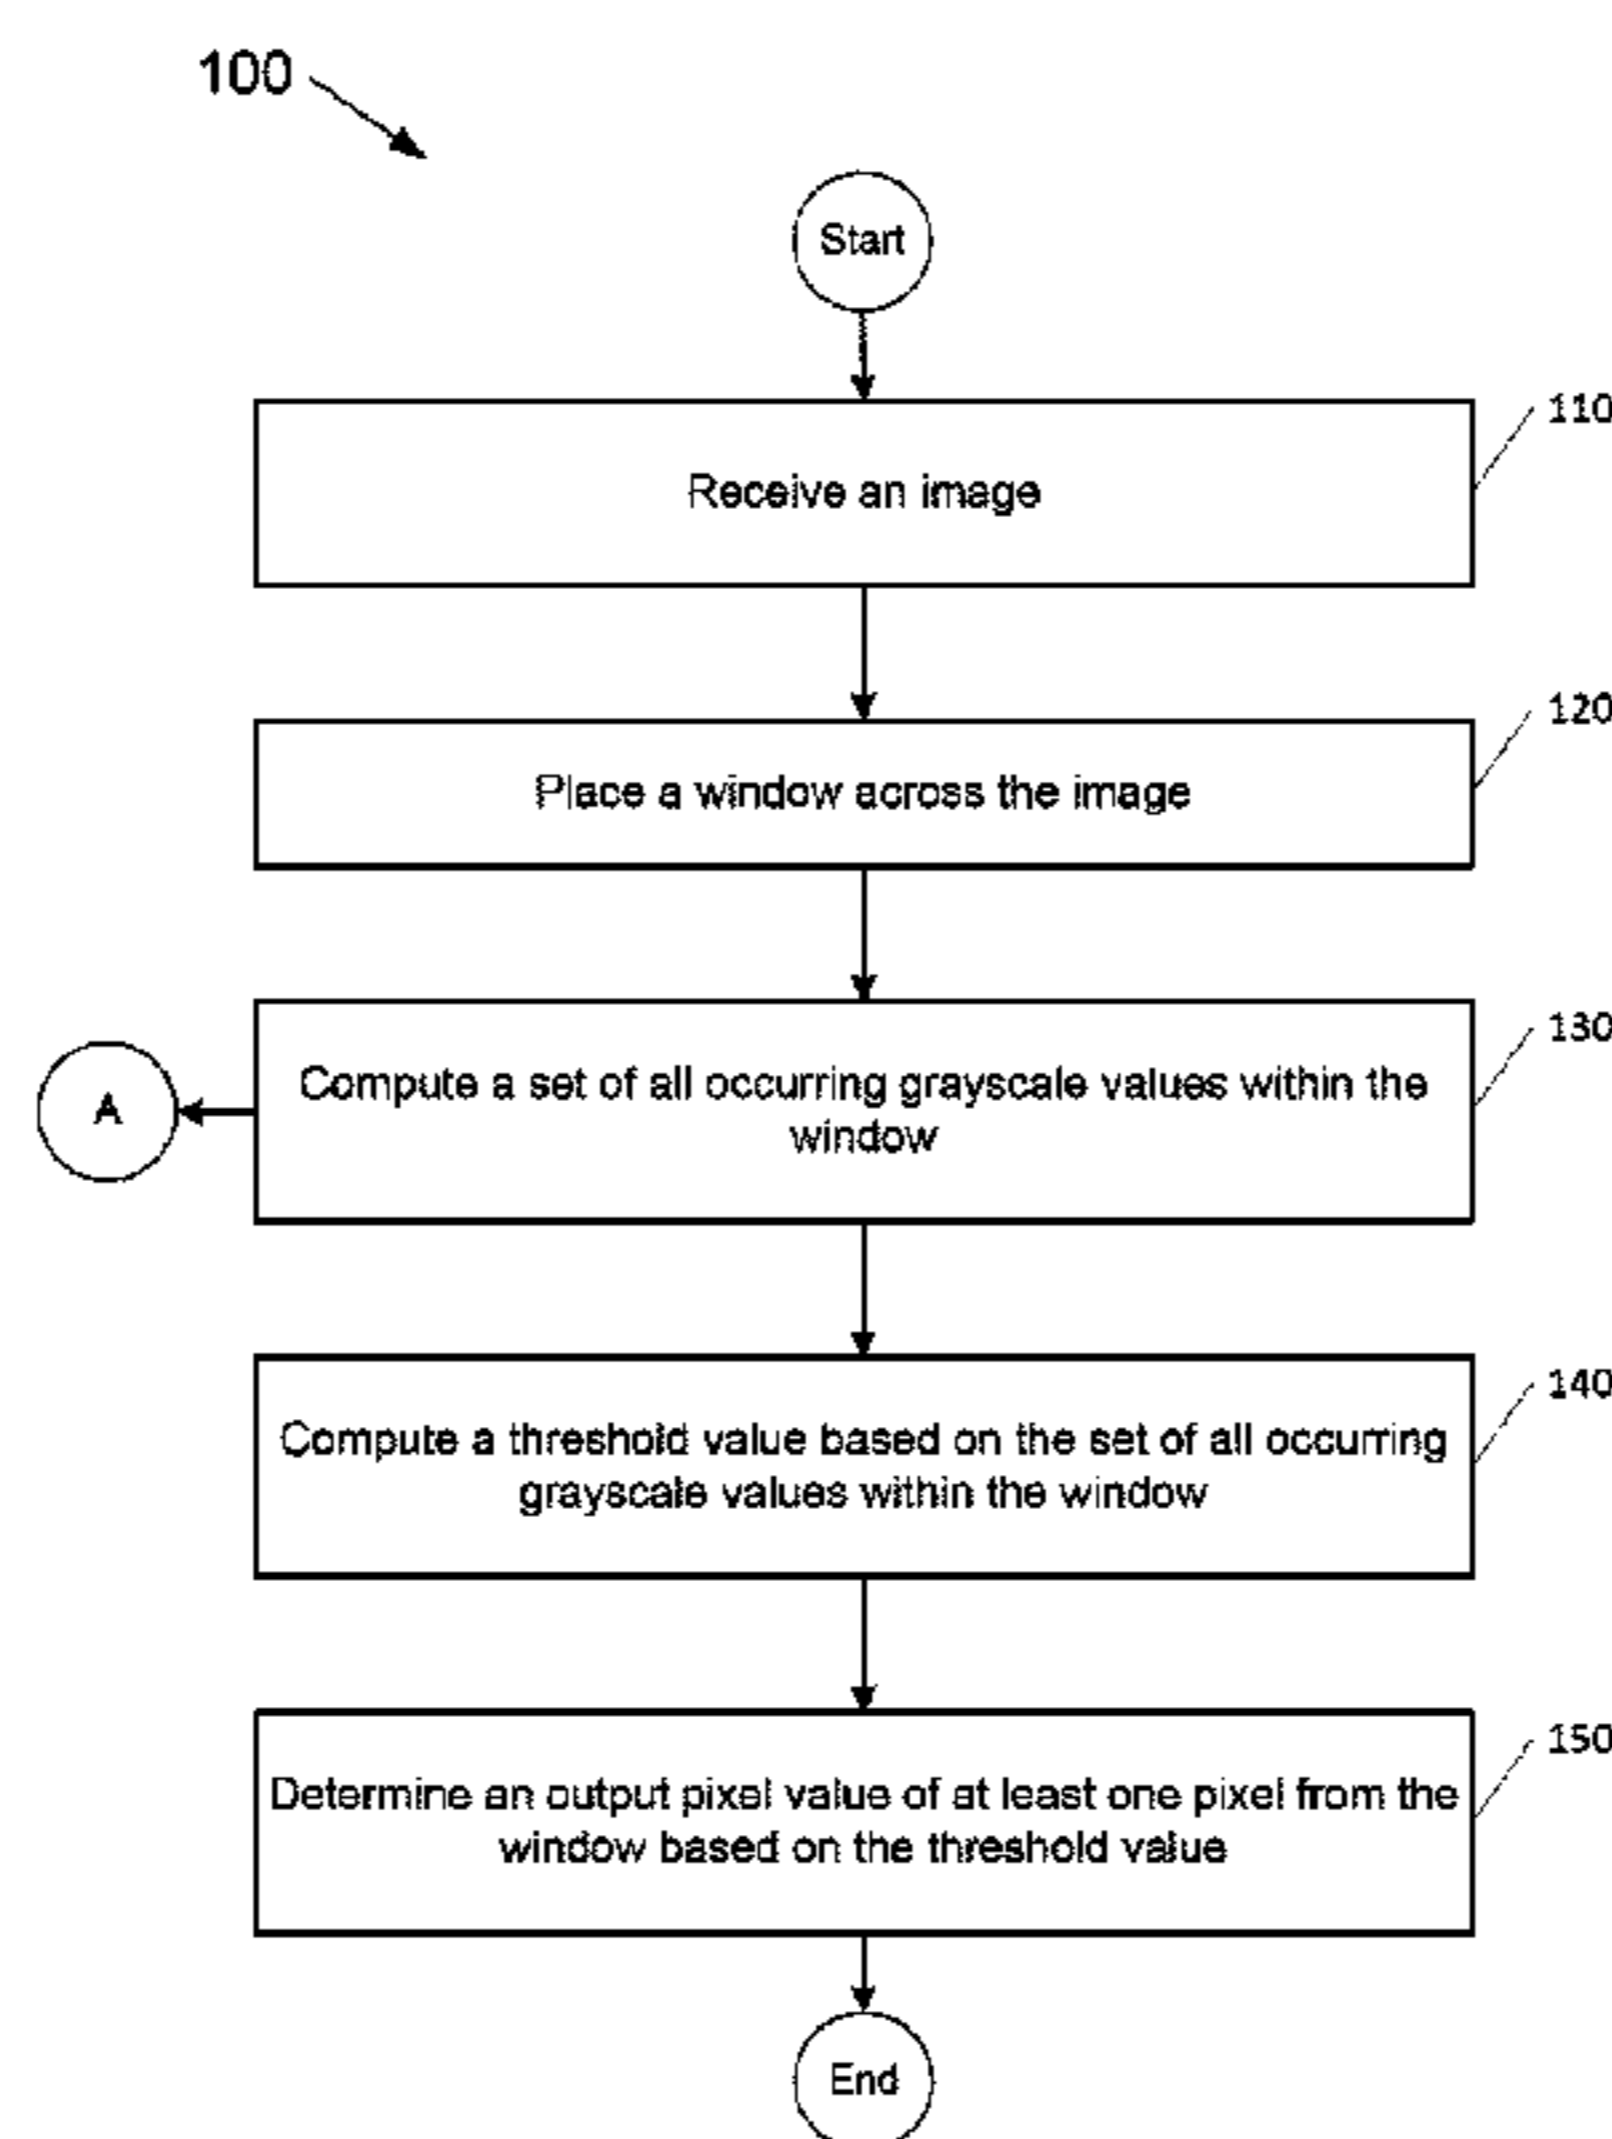 100
Start
110
Receive an image
120
Place a window across the image
130
Compute a set of all occurring grayscale values within the
window
A
140
Compute a threshold value based on the set of all occurring
grayscale values within the window
150
Determine an output pixel value of at least one pixel from the
window based on the threshold value
End